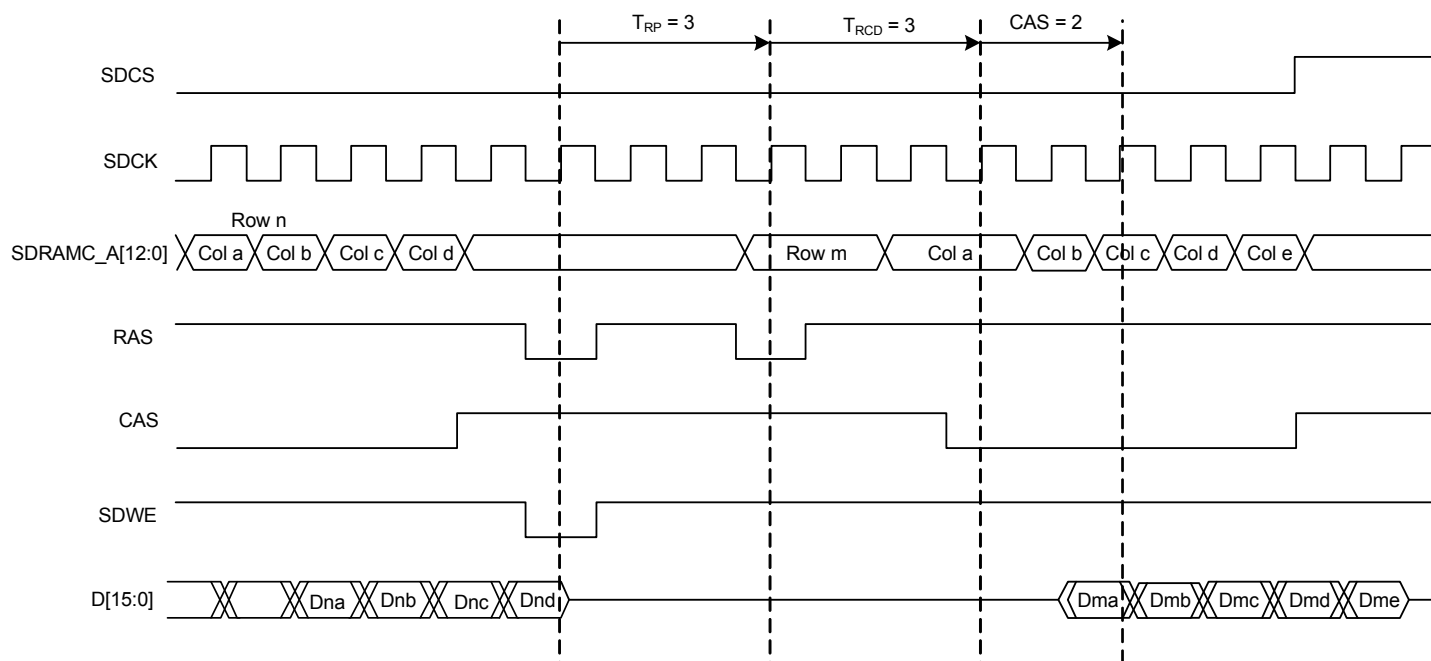 T_RP = 3 T_RCD = 3 CAS = 2
SDCS
SDCK
Row n
SDRAMC_A[12:0] Col a Col b Col c Col d Row m Col a Col b Col c Col d Col e
RAS
CAS
SDWE
D[15:0] Dna Dnb Dnc Dnd Dma Dmb Dmc Dmd Dme